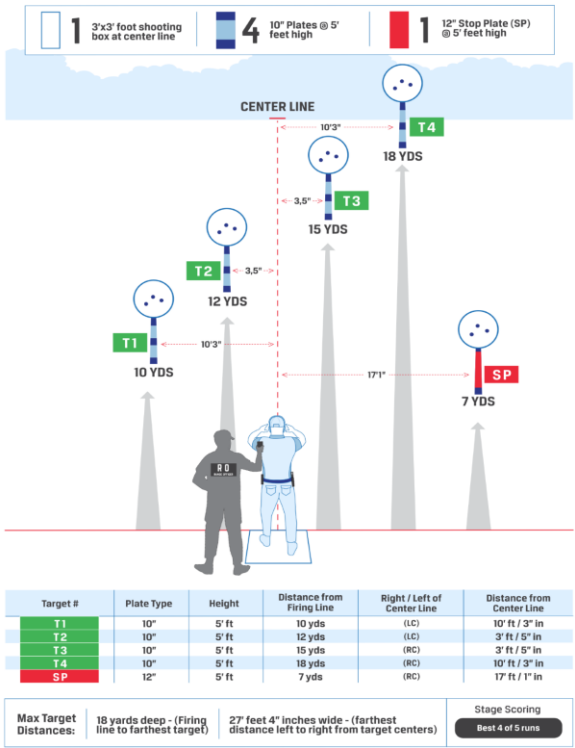 1 3'x3' foot shooting
box at center line
4 10" Plates @ 5'
feet high
1 12" Stop Plate (SP)
@ 5' feet high
CENTER LINE
10'3"
T4
18 YDS
3,5"
T3
15 YDS
T2
3,5"
12 YDS
T1
10'3"
10 YDS
17'1"
SP
7 YDS
RO
Target # Plate Type Height Distance from Firing Line Right / Left of Center Line Distance from Center Line
T1 10" 5' ft 10 yds (LC) 10' ft / 3" in
T2 10" 5' ft 12 yds (LC) 3' ft / 5" in
T3 10" 5' ft 15 yds (RC) 3' ft / 5" in
T4 10" 5' ft 18 yds (RC) 10' ft / 3" in
SP 12" 5' ft 7 yds (RC) 17' ft / 1" in
Max Target
Distances:
18 yards deep - (Firing
line to farthest target)
27' feet 4" inches wide - (farthest
distance left to right from target centers)
Stage Scoring
Best 4 of 5 runs